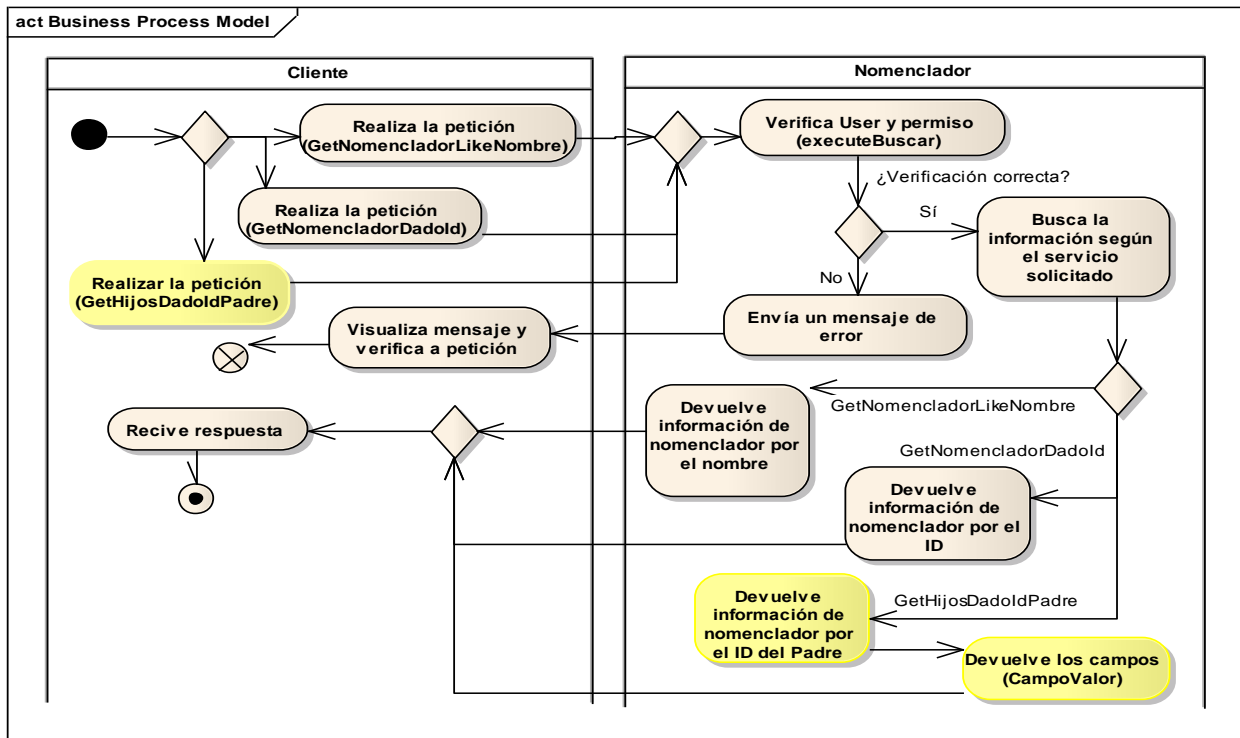 act Business Process Model
Cliente
Nomenclador
Realiza la petición
(GetNomencladorLikeNombre)
Verifica User y permiso
(executeBuscar)
¿Verificación correcta?
Realiza la petición
(GetNomencladorDadoId)
Sí
Busca la
información según
el servicio
solicitado
Realizar la petición
(GetHijosDadoIdPadre)
No
Visualiza mensaje y
verifica a petición
Envía un mensaje de
error
GetNomencladorLikeNombre
Recive respuesta
Devuelve
información de
nomenclador por
el nombre
GetNomencladorDadoId
Devuelve
información de
nomenclador por el
ID
GetHijosDadoIdPadre
Devuelve
información de
nomenclador por
el ID del Padre
Devuelve los campos
(CampoValor)